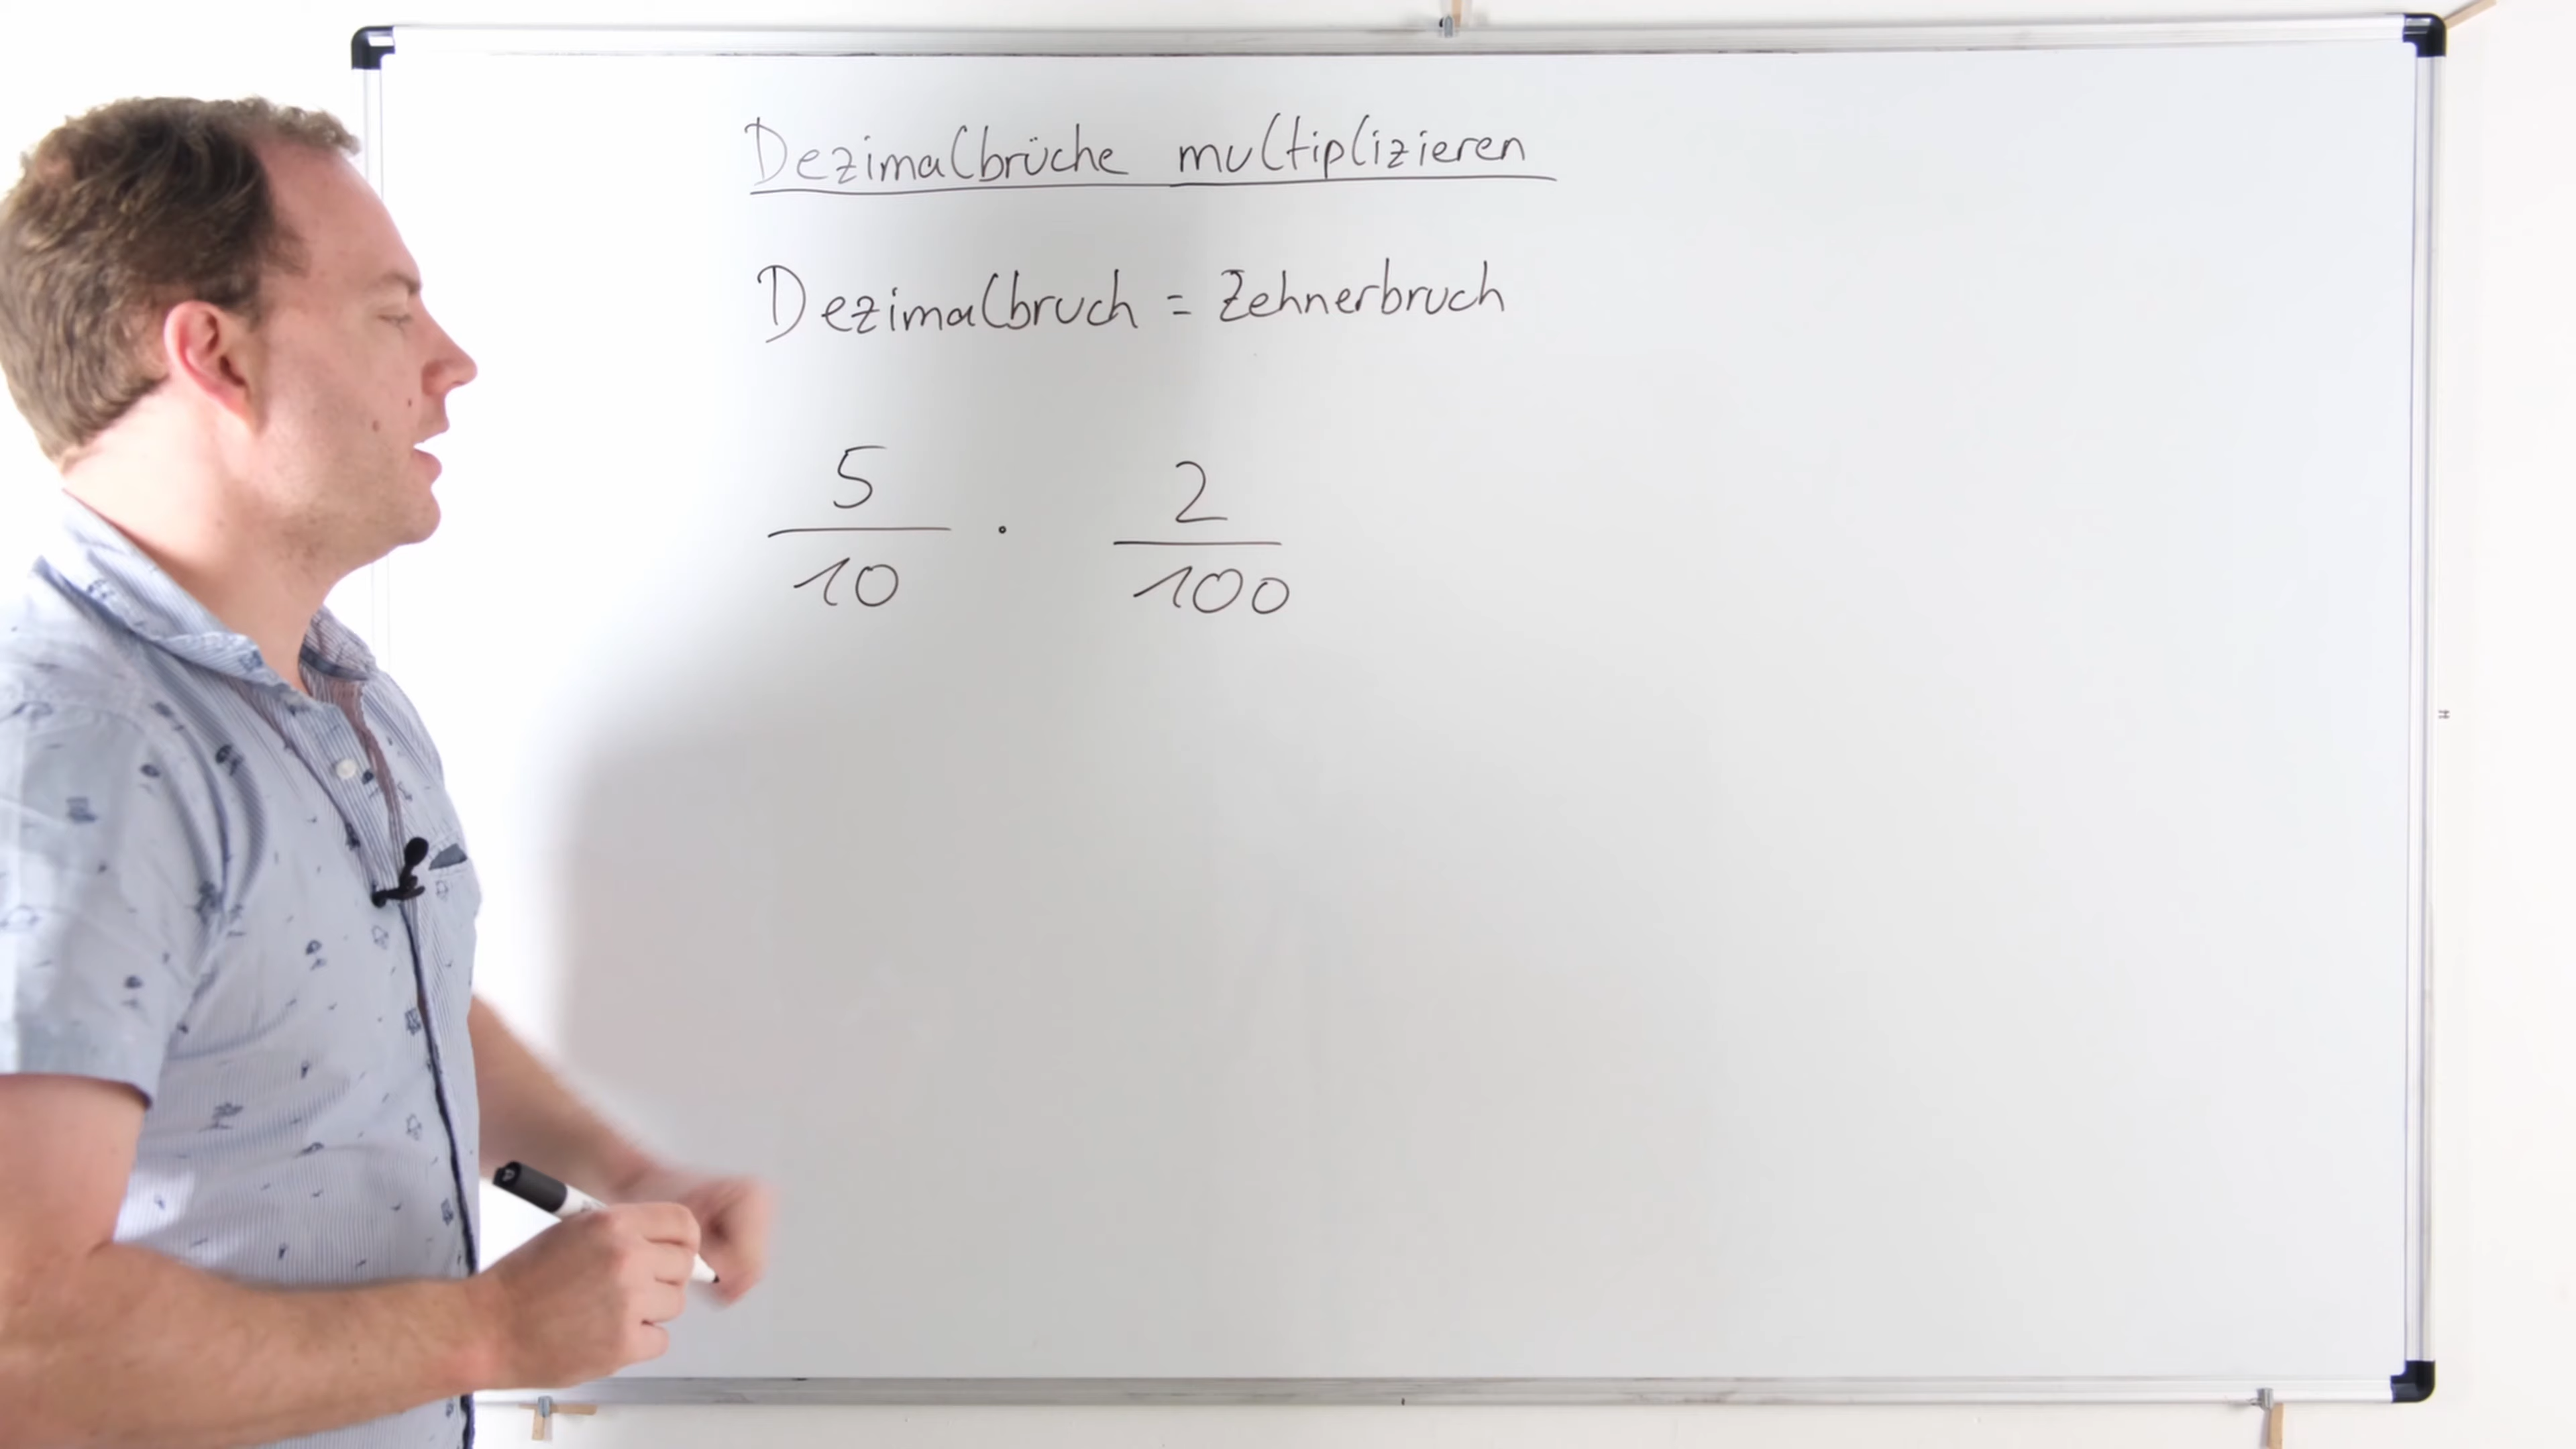 Dezimalbrüche multiplizieren
Dezimalbruch = Zehnerbruch
5/10 · 2/100